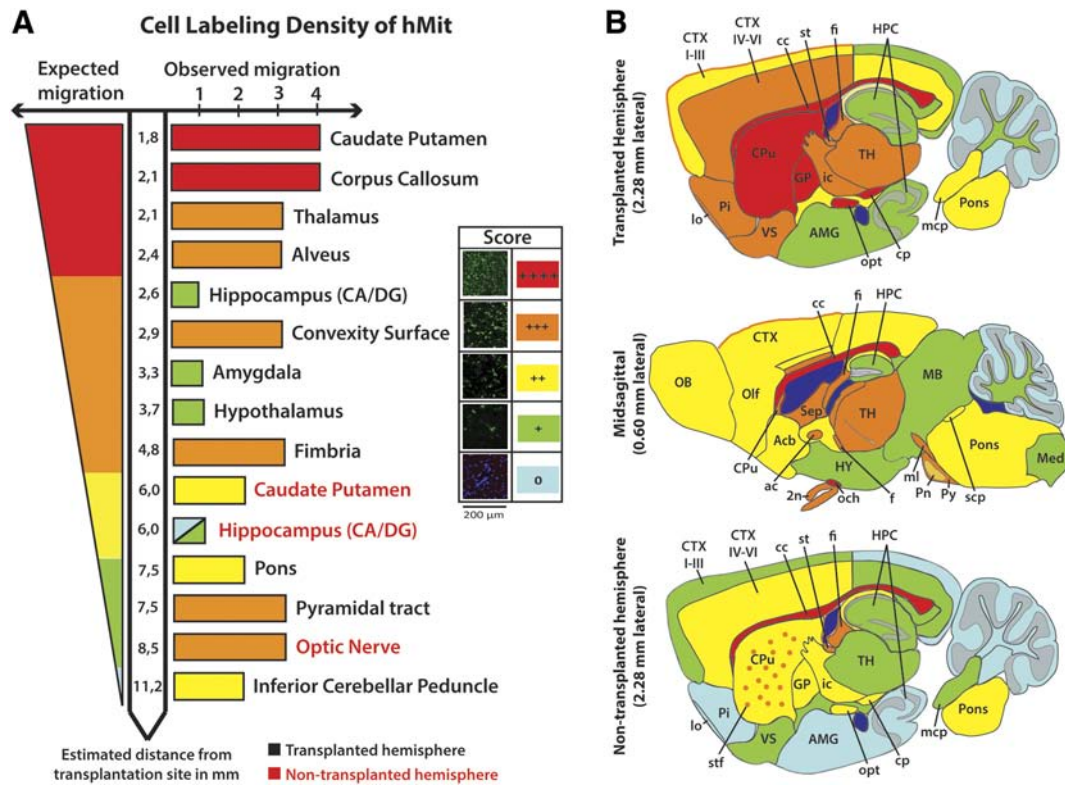 A
Cell Labeling Density of hMit
Expected
migration
Observed migration
1 2 3 4
1,8
Caudate Putamen
2,1
Corpus Callosum
2,1
Thalamus
2,4
Alveus
2,6
Hippocampus (CA/DG)
2,9
Convexity Surface
3,3
Amygdala
3,7
Hypothalamus
4,8
Fimbria
6,0
Caudate Putamen
6,0
Hippocampus (CA/DG)
7,5
Pons
7,5
Pyramidal tract
8,5
Optic Nerve
11,2
Inferior Cerebellar Peduncle
Estimated distance from
transplantation site in mm
Transplanted hemisphere
Non-transplanted hemisphere
Score
++++
+++
++
+
0
200 µm
B
Transplanted Hemisphere
(2.28 mm lateral)
CTX
I-III
CTX
IV-VI
cc
st
fi
HPC
CPu
GP
ic
TH
Pi
lo
VS
AMG
opt
cp
mcp
Pons
Midsagittal
(0.60 mm lateral)
cc
fi
HPC
CTX
OB
Olf
Sep
TH
MB
Acb
CPu
ac
HY
2n
och
f
ml
Pn
Py
scp
Pons
Med
Non-transplanted hemisphere
(2.28 mm lateral)
CTX
I-III
CTX
IV-VI
cc
st
fi
HPC
CPu
GP
ic
TH
Pi
lo
VS
AMG
stf
opt
cp
mcp
Pons